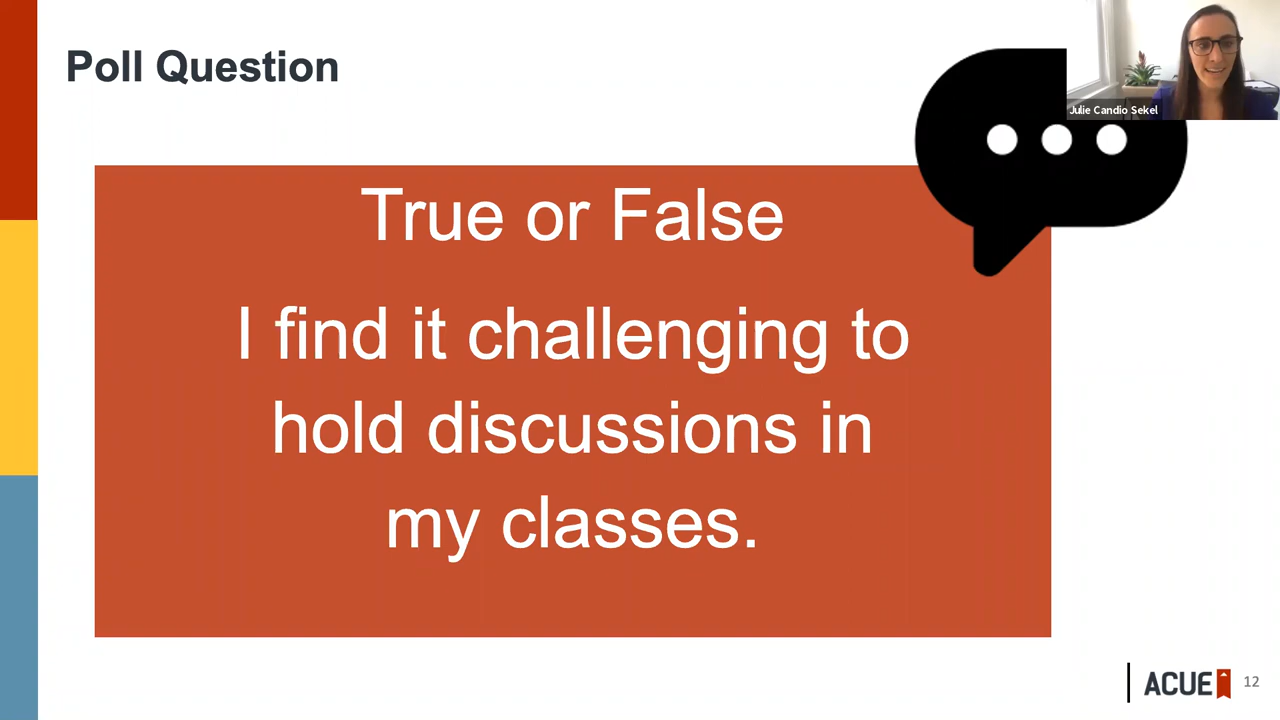 Poll Question
Julie Candio Sekel
True or False
I find it challenging to
hold discussions in
my classes.
ACUE
12